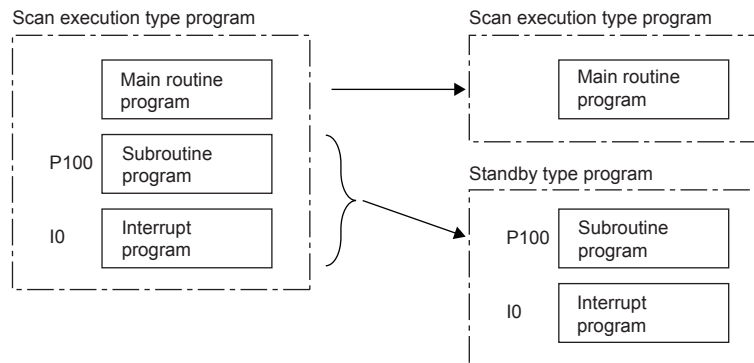 Scan execution type program
Main routine
program
P100
Subroutine
program
I0
Interrupt
program
Scan execution type program
Main routine
program
Standby type program
P100
Subroutine
program
I0
Interrupt
program